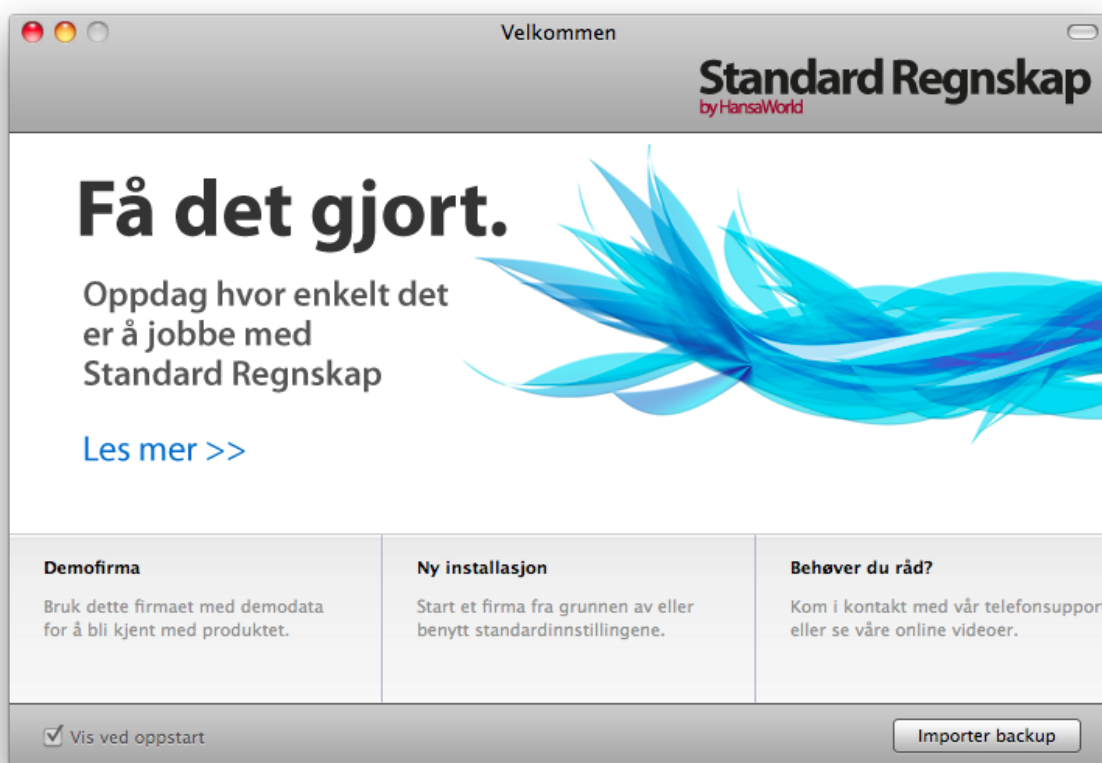 Velkommen
Standard Regnskap
by HansaWorld
Få det gjort.
Oppdag hvor enkelt det
er å jobbe med
Standard Regnskap
Les mer >>
Demofirma
Bruk dette firmaet med demodata
for å bli kjent med produktet.
Ny installasjon
Start et firma fra grunnen av eller
benytt standardinnstillingene.
Behøver du råd?
Kom i kontakt med vår telefonsupport
eller se våre online videoer.
Vis ved oppstart
Importer backup